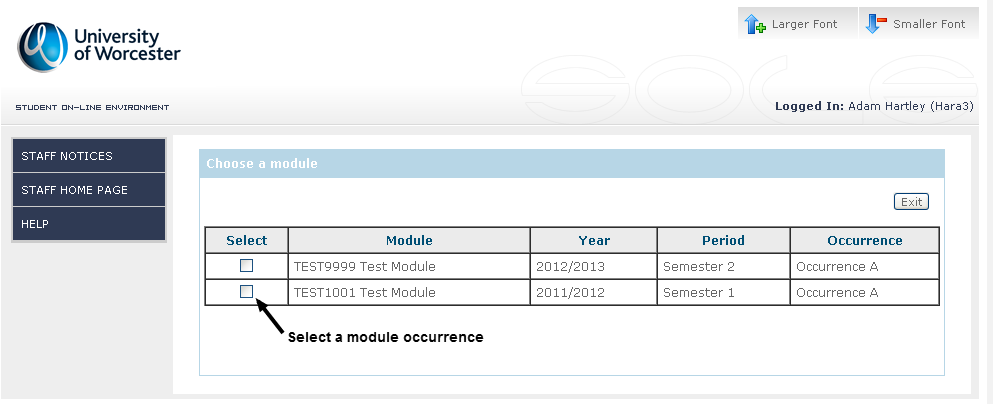 Larger Font Smaller Font
University
of Worcester
SOLE
STUDENT ON-LINE ENVIRONMENT
Logged In: Adam Hartley (Hara3)
STAFF NOTICES
STAFF HOME PAGE
HELP
Choose a module
Exit
Select Module Year Period Occurrence
TEST9999 Test Module 2012/2013 Semester 2 Occurrence A
TEST1001 Test Module 2011/2012 Semester 1 Occurrence A
Select a module occurrence